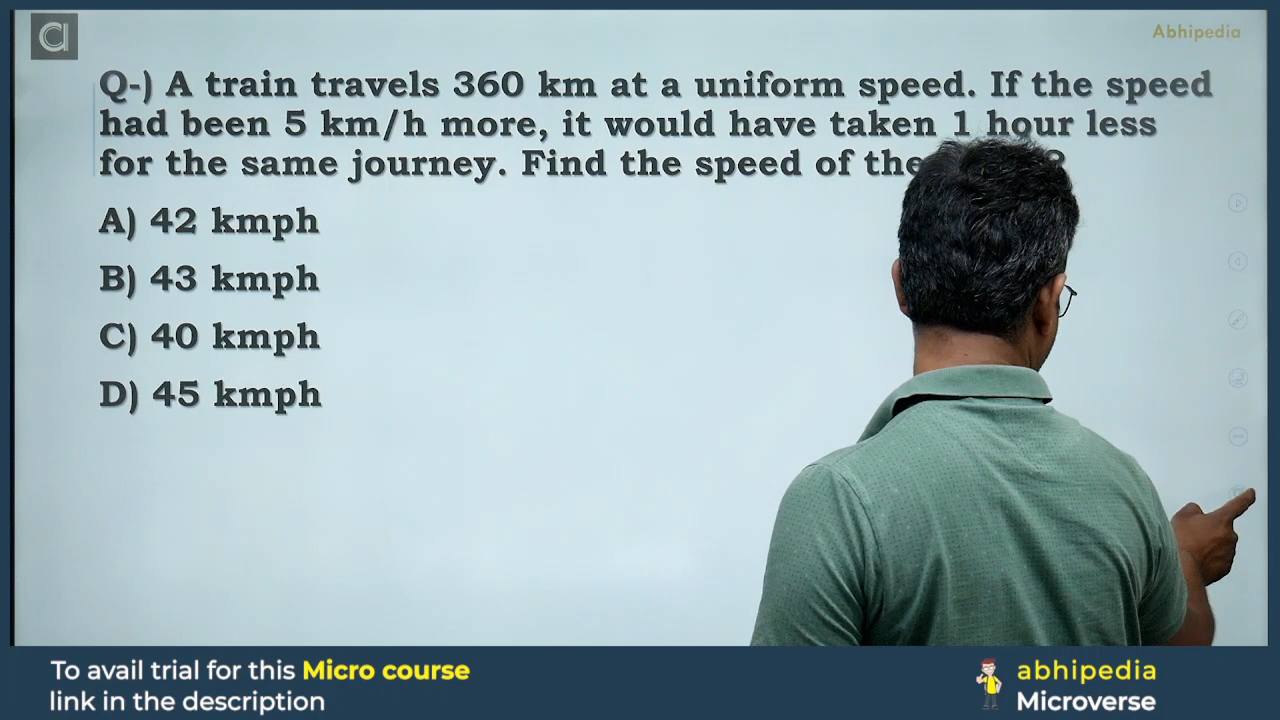 Abhipedia
Q-) A train travels 360 km at a uniform speed. If the speed
had been 5 km/h more, it would have taken 1 hour less
for the same journey. Find the speed of the
A) 42 kmph
B) 43 kmph
C) 40 kmph
D) 45 kmph
To avail trial for this Micro course
link in the description
abhipedia
Microverse